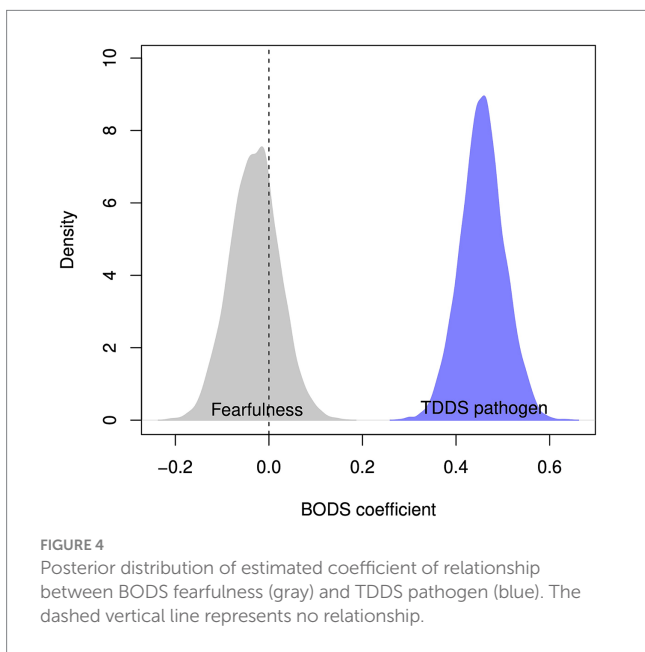 10
8
6
4
2
0
Density
Fearfulness
TDDS pathogen
−0.2 0.0 0.2 0.4 0.6
BODS coefficient
FIGURE 4
Posterior distribution of estimated coefficient of relationship
between BODS fearfulness (gray) and TDDS pathogen (blue). The
dashed vertical line represents no relationship.